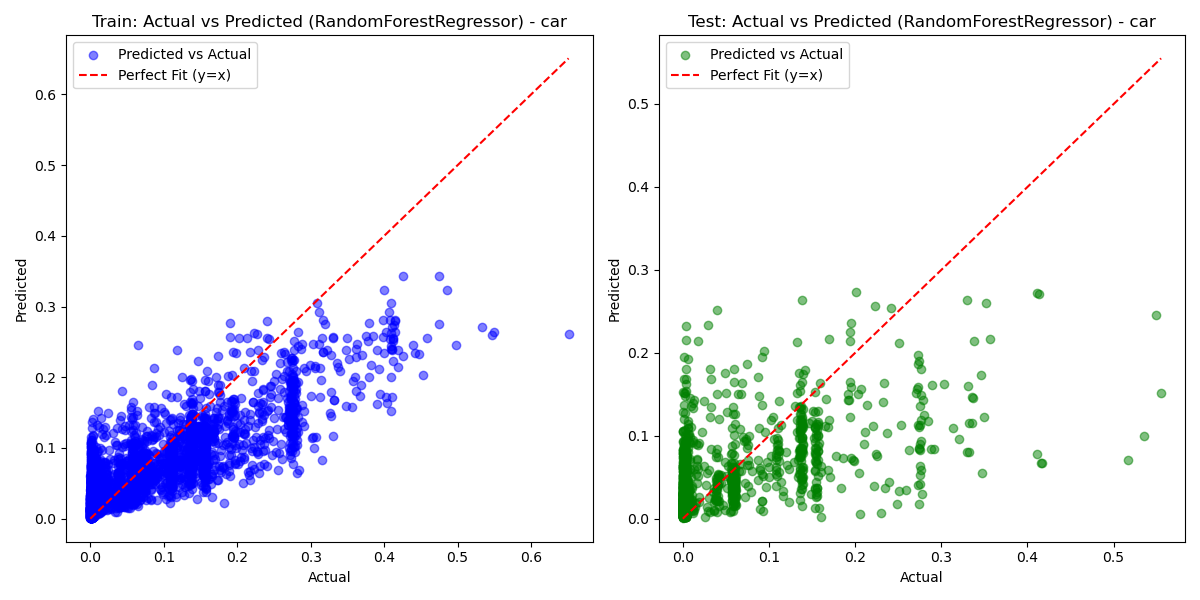 Train: Actual vs Predicted (RandomForestRegressor) - car
Predicted vs Actual
Perfect Fit (y=x)
Predicted
0.6
0.5
0.4
0.3
0.2
0.1
0.0
0.0 0.1 0.2 0.3 0.4 0.5 0.6
Actual
Test: Actual vs Predicted (RandomForestRegressor) - car
Predicted vs Actual
Perfect Fit (y=x)
Predicted
0.5
0.4
0.3
0.2
0.1
0.0
0.0 0.1 0.2 0.3 0.4 0.5
Actual